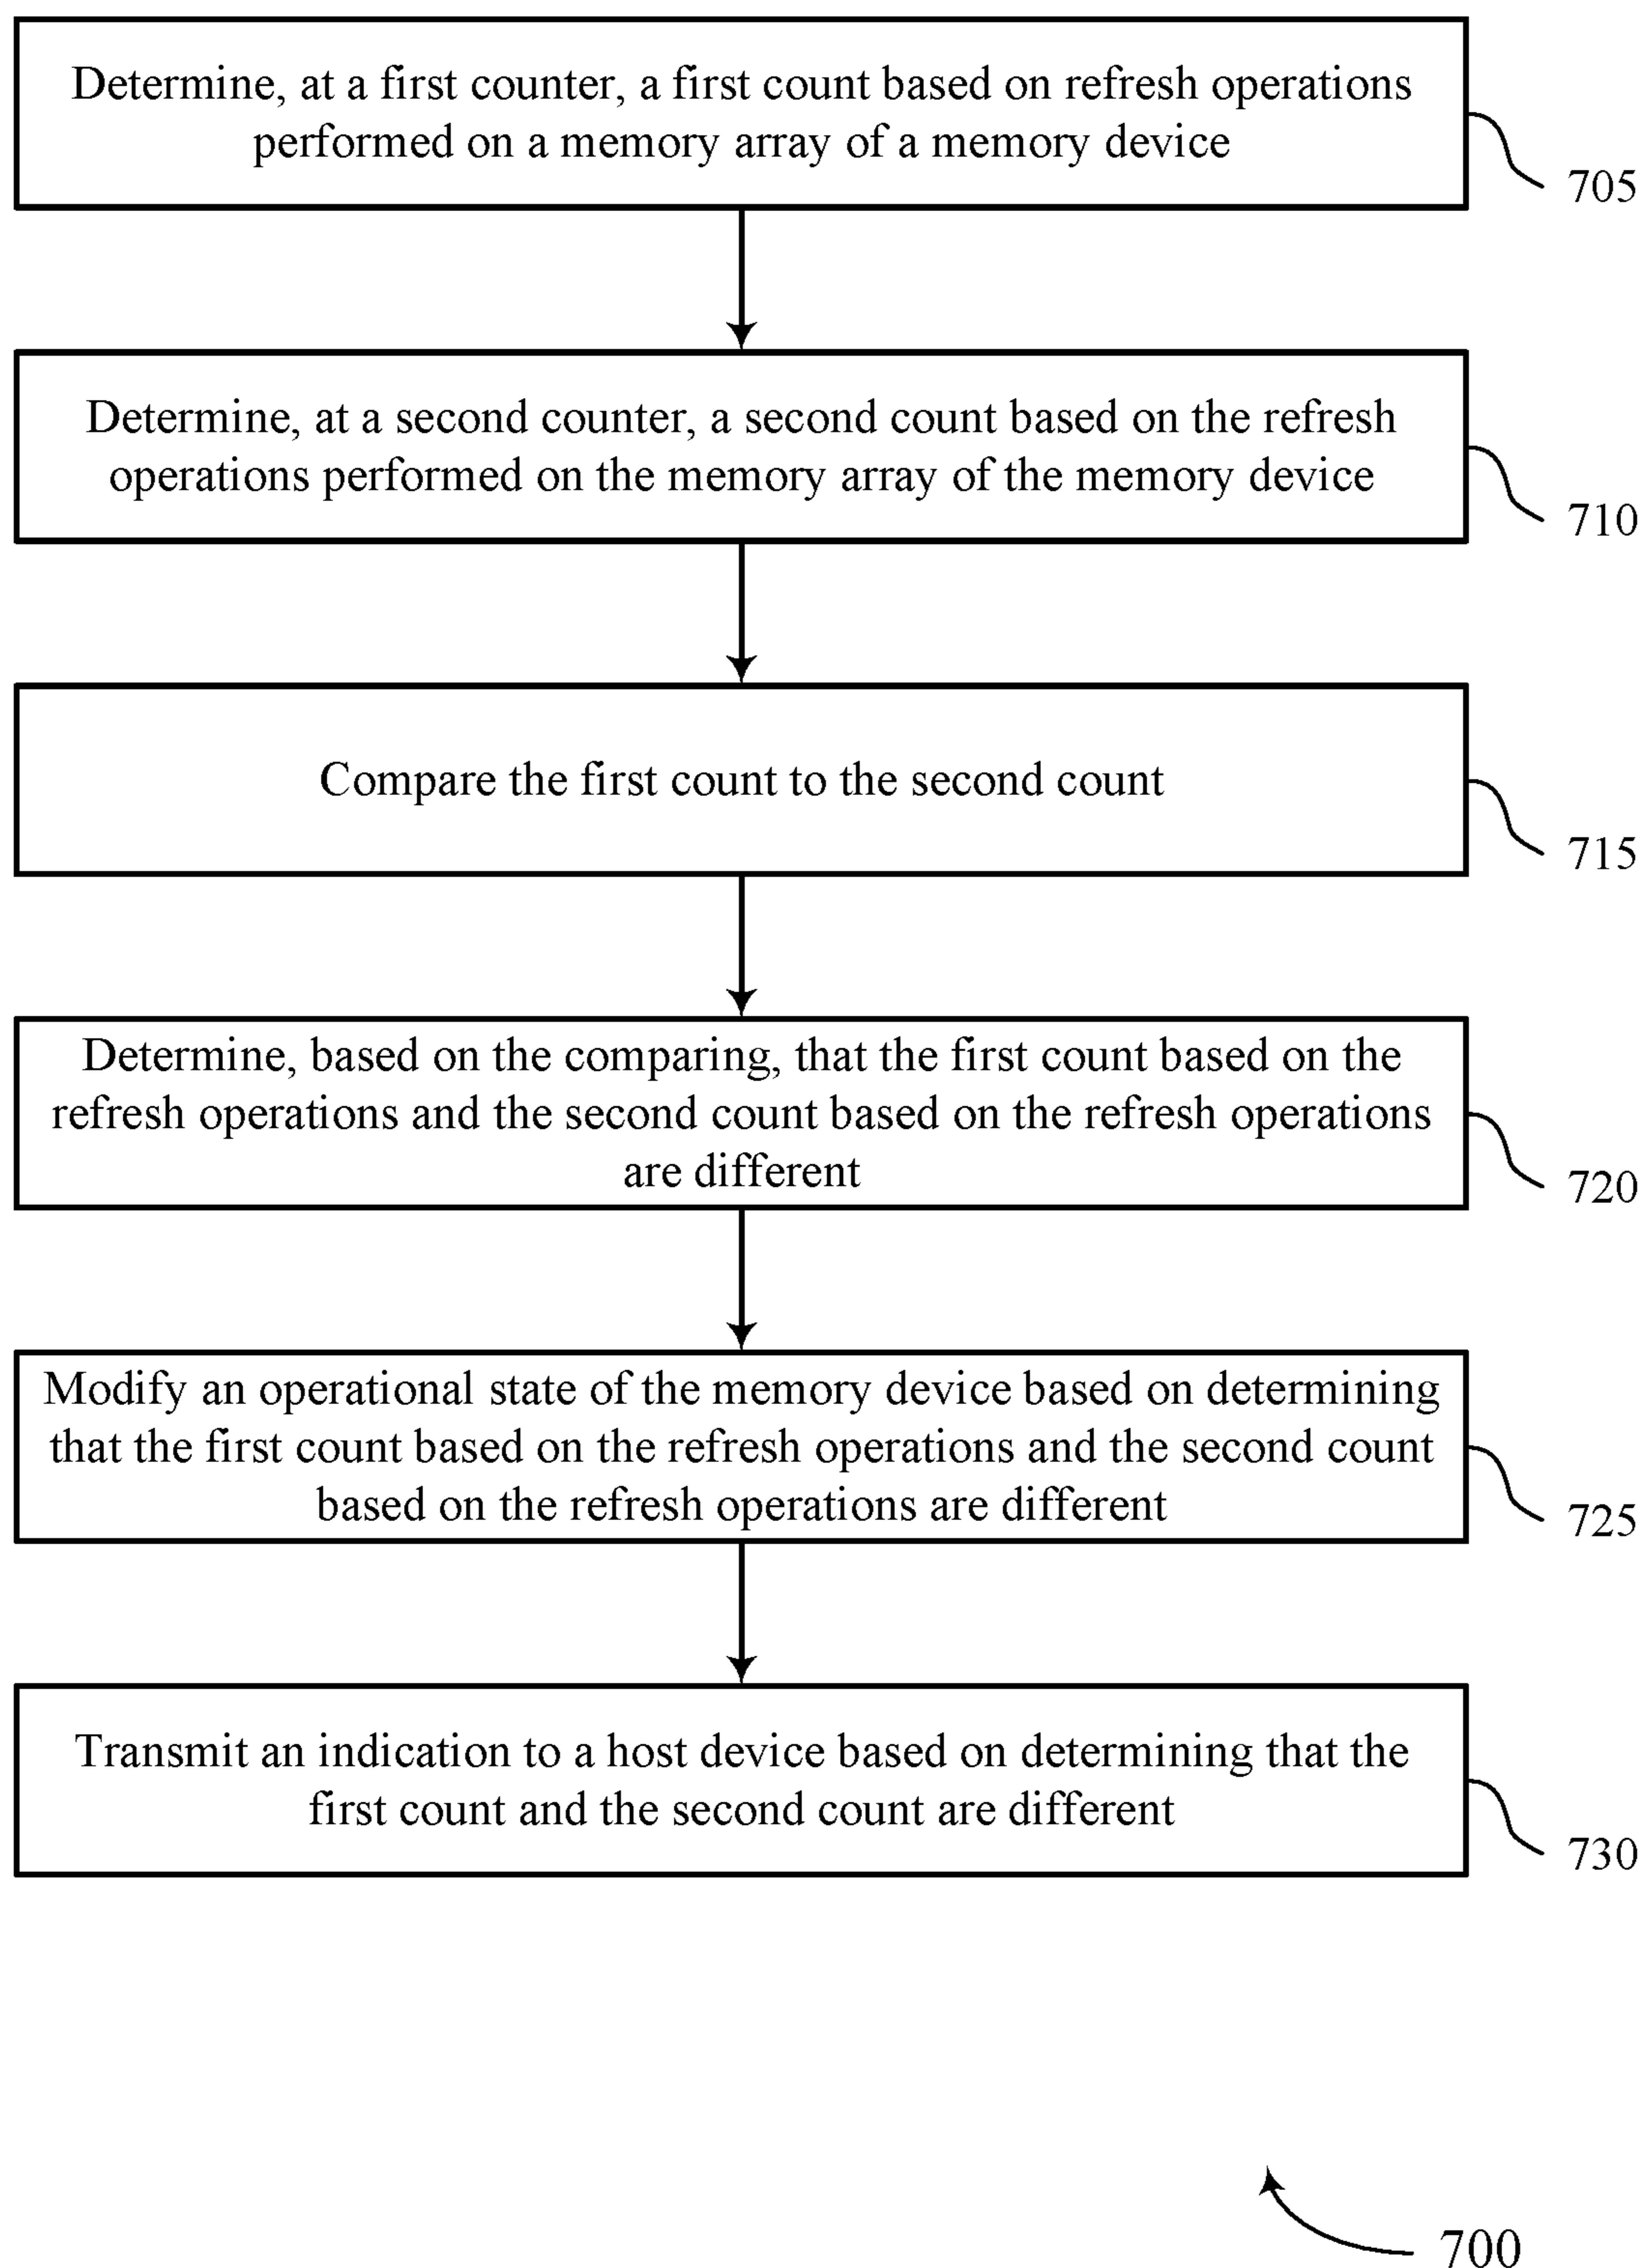 Determine, at a first counter, a first count based on refresh operations
performed on a memory array of a memory device
705
Determine, at a second counter, a second count based on the refresh
operations performed on the memory array of the memory device
710
Compare the first count to the second count
715
Determine, based on the comparing, that the first count based on the
refresh operations and the second count based on the refresh operations
are different
720
Modify an operational state of the memory device based on determining
that the first count based on the refresh operations and the second count
based on the refresh operations are different
725
Transmit an indication to a host device based on determining that the
first count and the second count are different
730
700